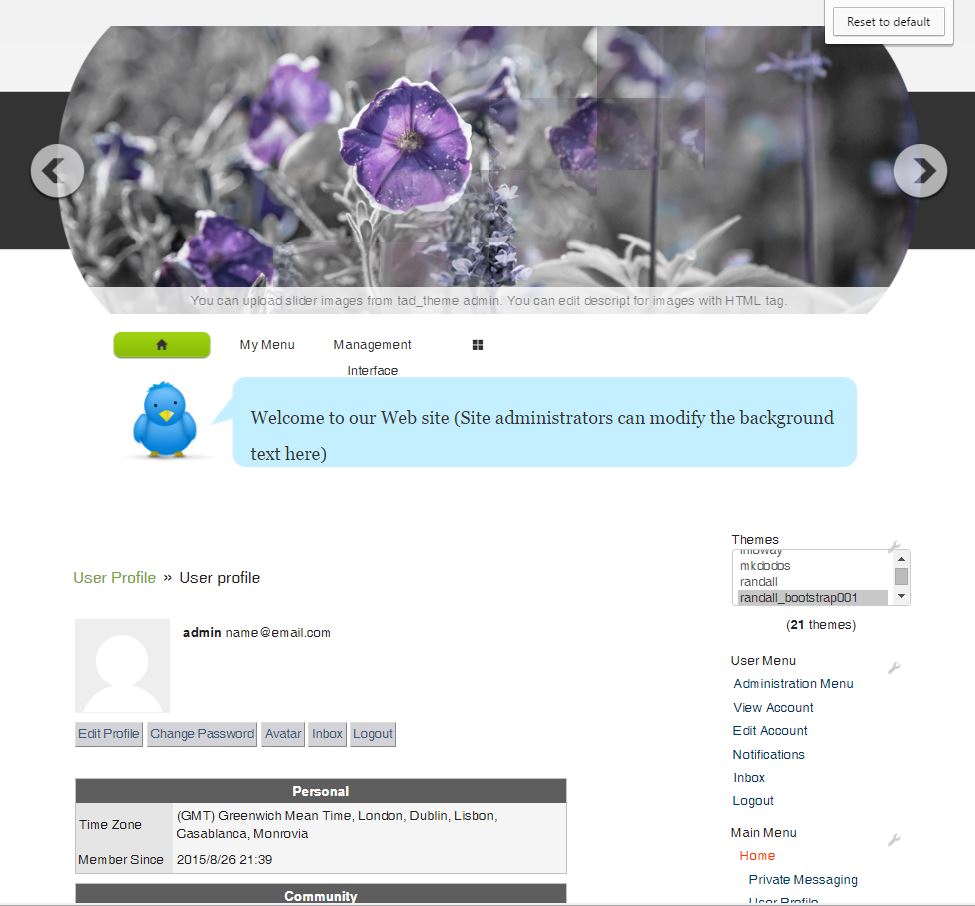 Reset to default
You can upload slider images from tad_theme admin. You can edit descript for images with HTML tag.
My Menu
Management
Interface
Welcome to our Web site (Site administrators can modify the background
text here)
User Profile » User profile
admin name@email.com
Edit Profile Change Password Avatar Inbox Logout
Personal
Time Zone
(GMT) Greenwich Mean Time, London, Dublin, Lisbon,
Casablanca, Monrovia
Member Since 2015/8/26 21:39
Community
Themes
infoway
mkdodos
randall
randall_bootstrap001
(21 themes)
User Menu
Administration Menu
View Account
Edit Account
Notifications
Inbox
Logout
Main Menu
Home
Private Messaging
User Profile